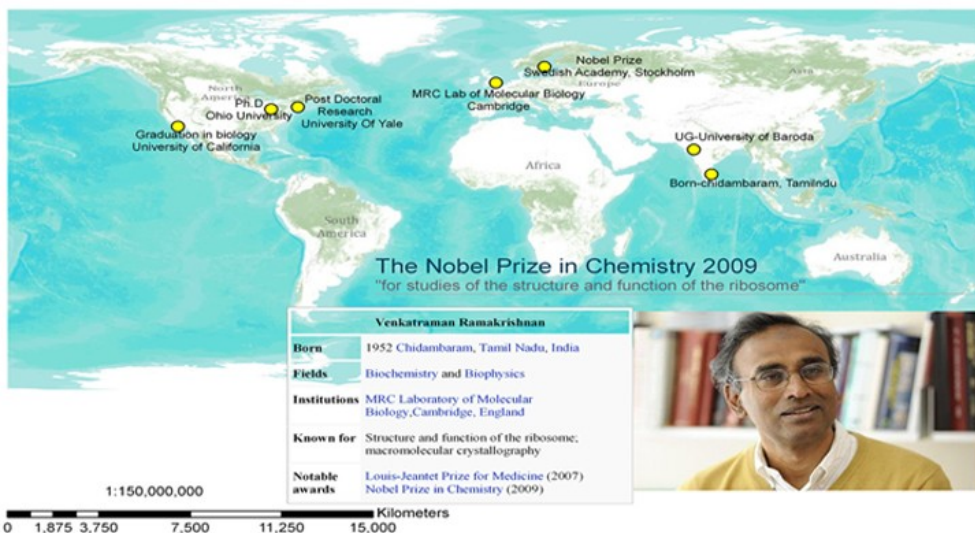 Nobel Prize
Swedish Academy, Stockholm
Europe
Asia
North
America
MRC Lab of Molecular Biology
Cambridge
Ph.D
Ohio University
Post Doctoral
Research
University Of Yale
Graduation in biology
University of California
UG-University of Baroda
Born-chidambaram, Tamilndu
Africa
South
America
Australia
The Nobel Prize in Chemistry 2009
"for studies of the structure and function of the ribosome"
Venkatraman Ramakrishnan
Born 1952 Chidambaram, Tamil Nadu, India
Fields Biochemistry and Biophysics
Institutions MRC Laboratory of Molecular
Biology,Cambridge, England
Known for Structure and function of the ribosome;
macromolecular crystallography
Notable Louis-Jeantet Prize for Medicine (2007)
awards Nobel Prize in Chemistry (2009)
1:150,000,000
Kilometers
0 1,875 3,750 7,500 11,250 15,000